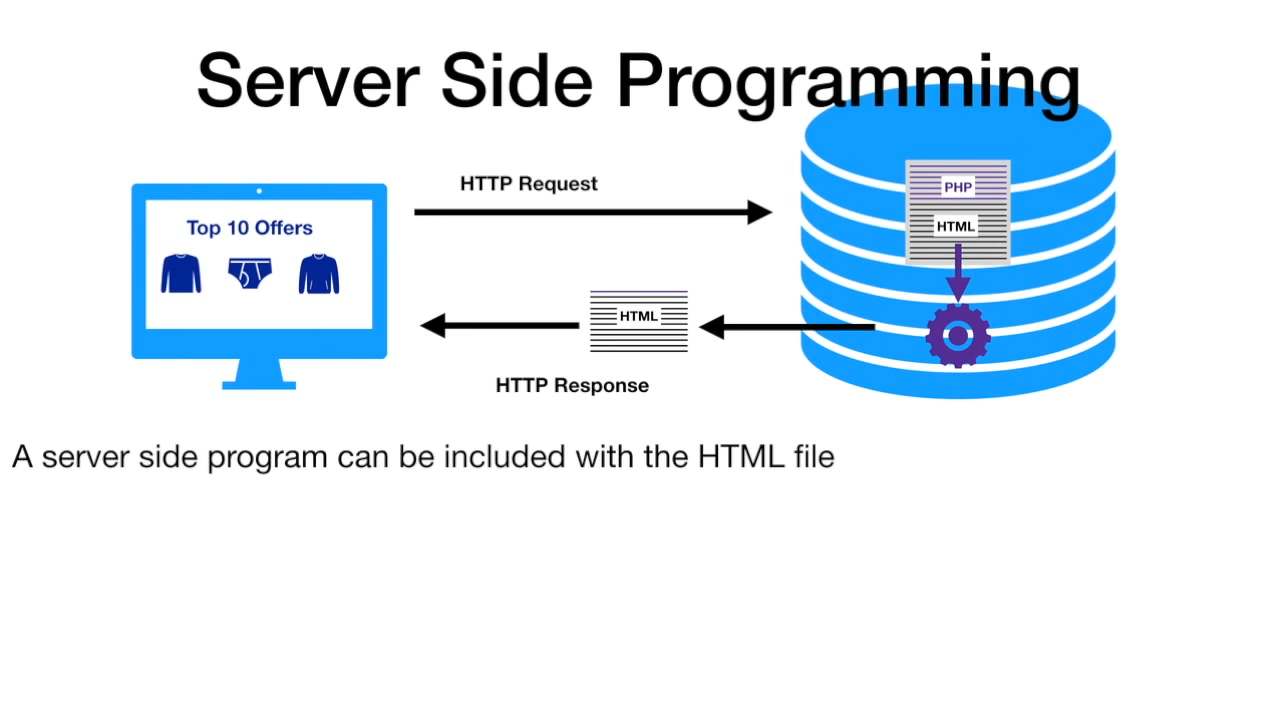 Server Side Programming
HTTP Request
PHP
Top 10 Offers
HTML
HTML
HTTP Response
A server side program can be included with the HTML file